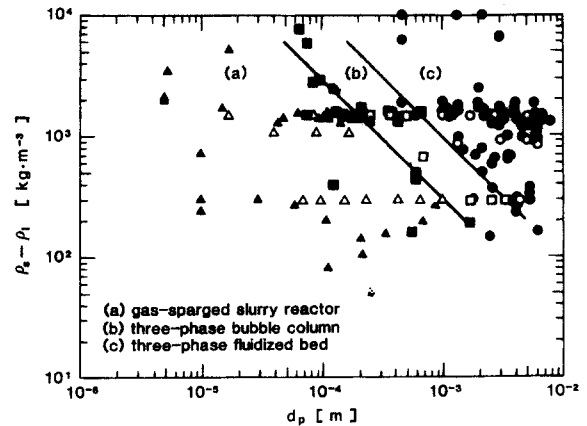 10⁴
(a)
(b)
(c)
10³
ρs−ρl [ kg·m⁻³ ]
10²
(a) gas-sparged slurry reactor
(b) three-phase bubble column
(c) three-phase fluidized bed
10¹
10⁻⁶
10⁻⁵
10⁻⁴
10⁻³
10⁻²
dp [ m ]